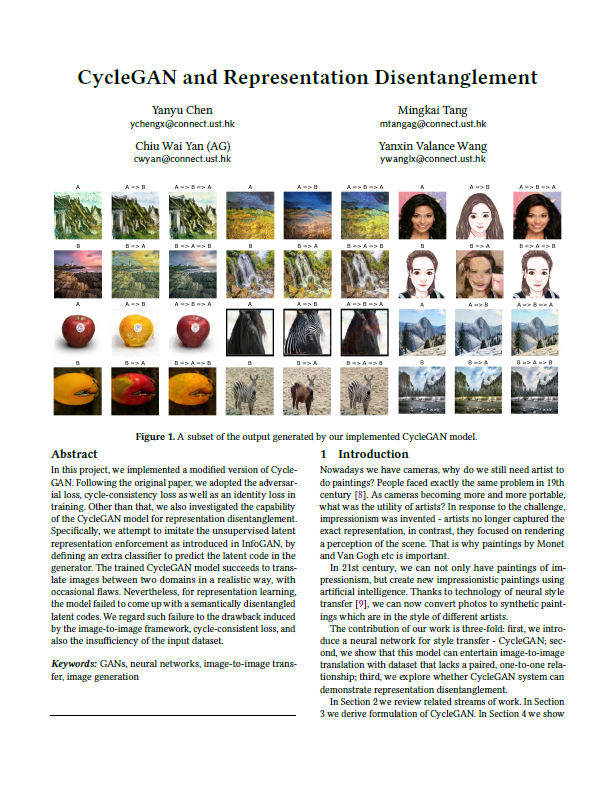 CycleGAN and Representation Disentanglement
Yanyu Chen
ychengx@connect.ust.hk
Mingkai Tang
mtangag@connect.ust.hk
Chiu Wai Yan (AG)
cwyan@connect.ust.hk
Yanxin Valance Wang
ywanglx@connect.ust.hk
A A => B A => B => A A A => B A => B => A A A => B A => B => A
B B => A B => A => B B B => A B => A => B B B => A B => A => B
A A => B A => B => A A A => B A => B => A A A => B A => B => A
B B => A B => A => B B B => A B => A => B B B => A B => A => B
Figure 1. A subset of the output generated by our implemented CycleGAN model.
Abstract
In this project, we implemented a modified version of Cycle-
GAN. Following the original paper, we adopted the adversar-
ial loss, cycle-consistency loss as well as an identity loss in
training. Other than that, we also investigated the capability
of the CycleGAN model for representation disentanglement.
Specifically, we attempt to imitate the unsupervised latent
representation enforcement as introduced in InfoGAN, by
defining an extra classifier to predict the latent code in the
generator. The trained CycleGAN model succeeds to trans-
late images between two domains in a realistic way, with
occasional flaws. Nevertheless, for representation learning,
the model failed to come up with a semantically disentangled
latent codes. We regard such failure to the drawback induced
by the image-to-image framework, cycle-consistent loss, and
also the insufficiency of the input dataset.
Keywords: GANs, neural networks, image-to-image trans-
fer, image generation
1 Introduction
Nowadays we have cameras, why do we still need artist to
do paintings? People faced exactly the same problem in 19th
century [8]. As cameras becoming more and more portable,
what was the utility of artists? In response to the challenge,
impressionism was invented - artists no longer captured the
exact representation, in contrast, they focused on rendering
a perception of the scene. That is why paintings by Monet
and Van Gogh etc is important.
In 21st century, we can not only have paintings of im-
pressionism, but create new impressionistic paintings using
artificial intelligence. Thanks to technology of neural style
transfer [9], we can now convert photos to synthetic paint-
ings which are in the style of different artists.
The contribution of our work is three-fold: first, we intro-
duce a neural network for style transfer - CycleGAN; sec-
ond, we show that this model can entertain image-to-image
translation with dataset that lacks a paired, one-to-one rela-
tionship; third, we explore whether CycleGAN system can
demonstrate representation disentanglement.
In Section 2 we review related streams of work. In Section
3 we derive formulation of CycleGAN. In Section 4 we show